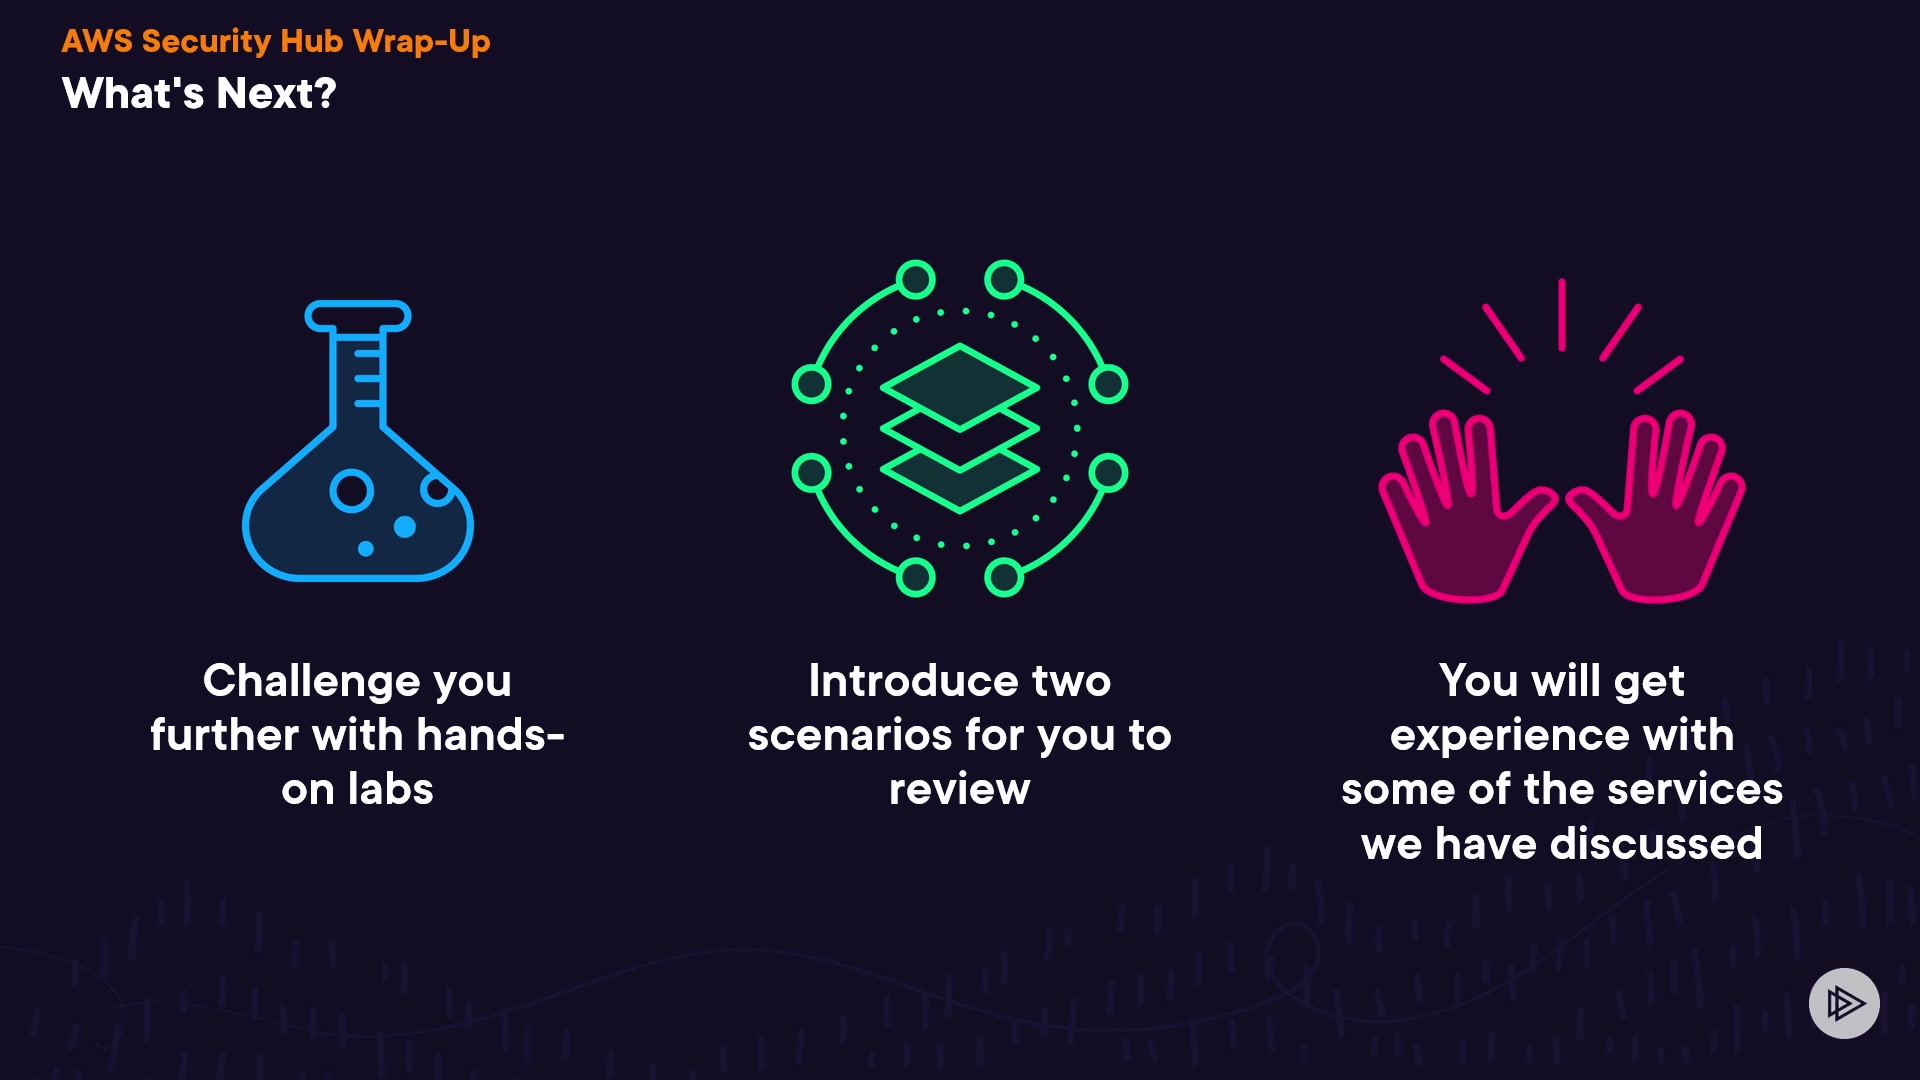 AWS Security Hub Wrap-Up
What's Next?
Challenge you
further with hands-
on labs
Introduce two
scenarios for you to
review
You will get
experience with
some of the services
we have discussed